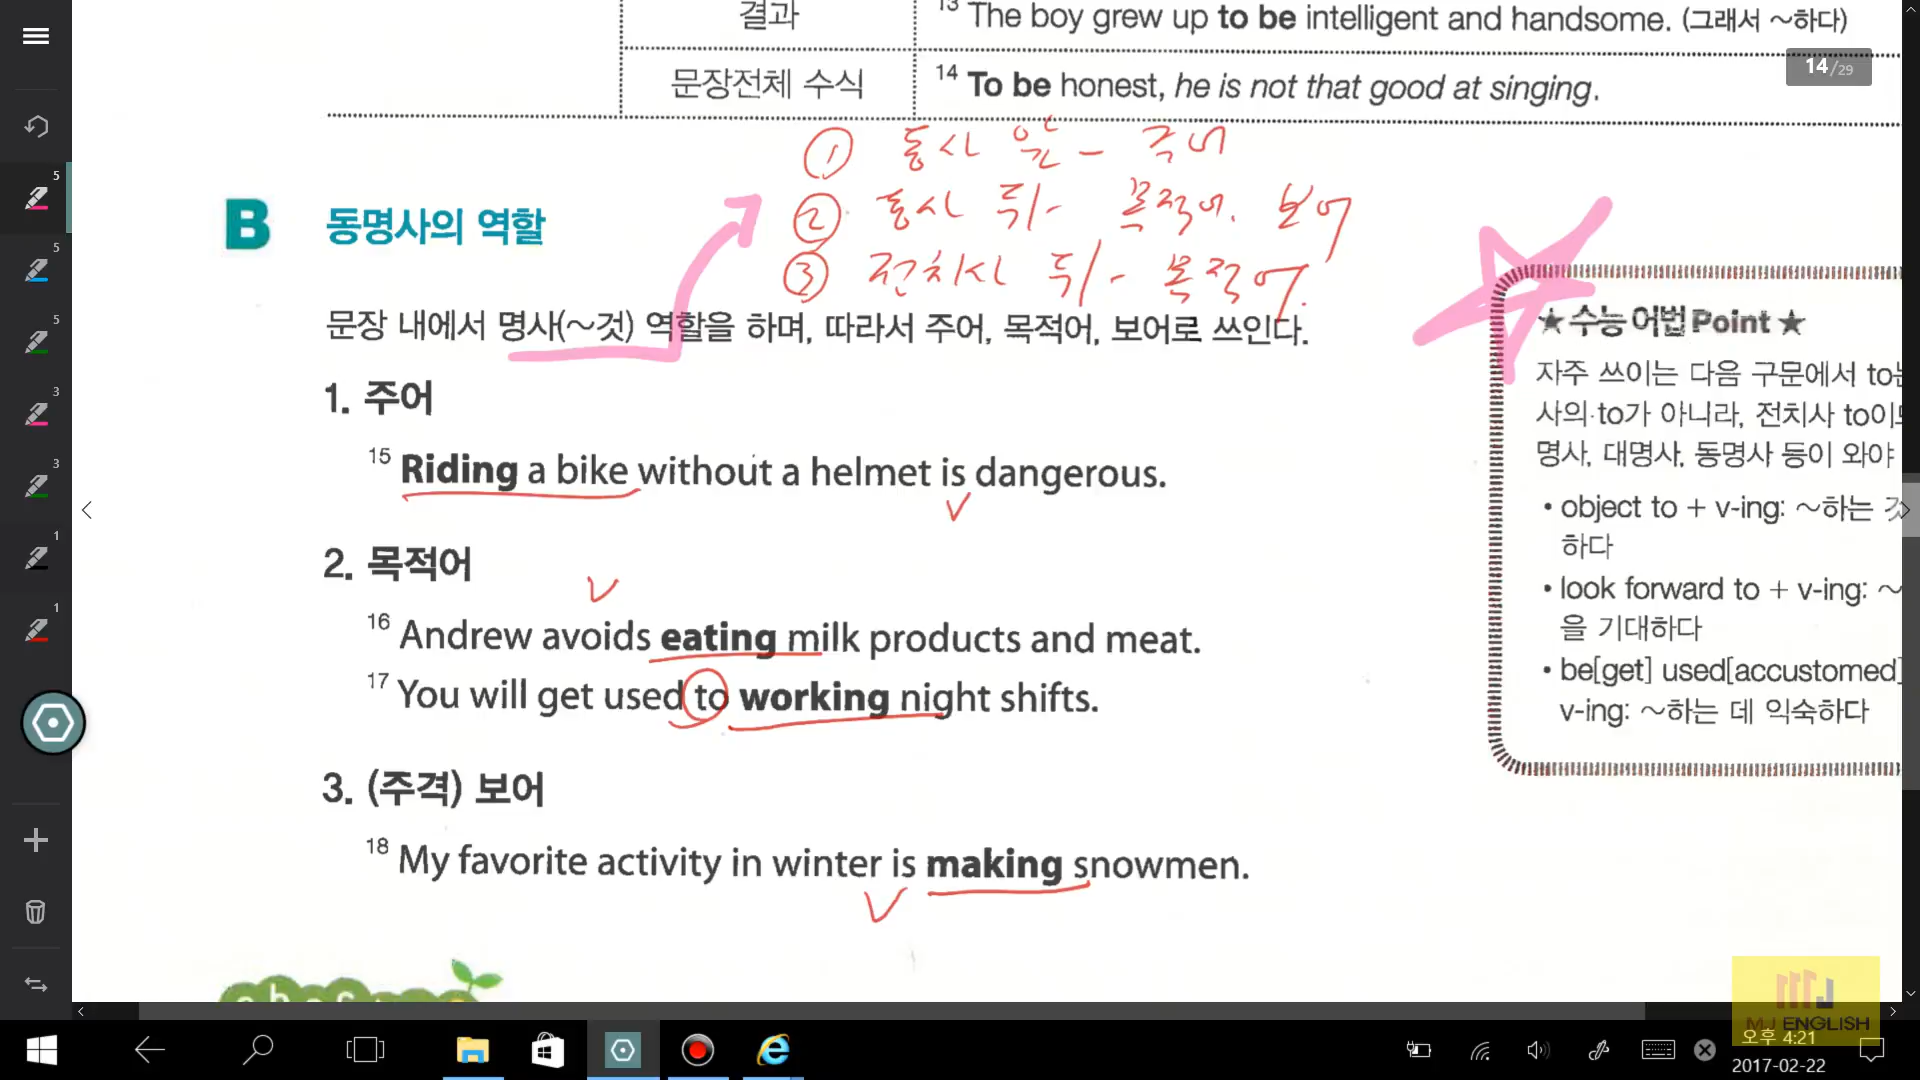 결과
13 The boy grew up to be intelligent and handsome. (그래서 ~하다)
14/29
문장전체 수식
14 To be honest, he is not that good at singing.
① 동사 앞 - 주어
② 동사 뒤 - 목적어. 보어
③ 전치사 뒤 - 목적어.
B 동명사의 역할
문장 내에서 명사(~것) 역할을 하며, 따라서 주어, 목적어, 보어로 쓰인다.
1. 주어
15 Riding a bike without a helmet is dangerous.
2. 목적어
16 Andrew avoids eating milk products and meat.
17 You will get used to working night shifts.
3. (주격) 보어
18 My favorite activity in winter is making snowmen.
★ 수능 어법 Point ★
자주 쓰이는 다음 구문에서 to는
사의 to가 아니라, 전치사 to이므
명사, 대명사, 동명사 등이 와야
• object to + v-ing: ~하는 것
하다
• look forward to + v-ing: ~
을 기대하다
• be[get] used[accustomed]
v-ing: ~하는 데 익숙하다
5
5
5
3
3
1
1
MJ ENGLISH
오후 4:21
2017-02-22